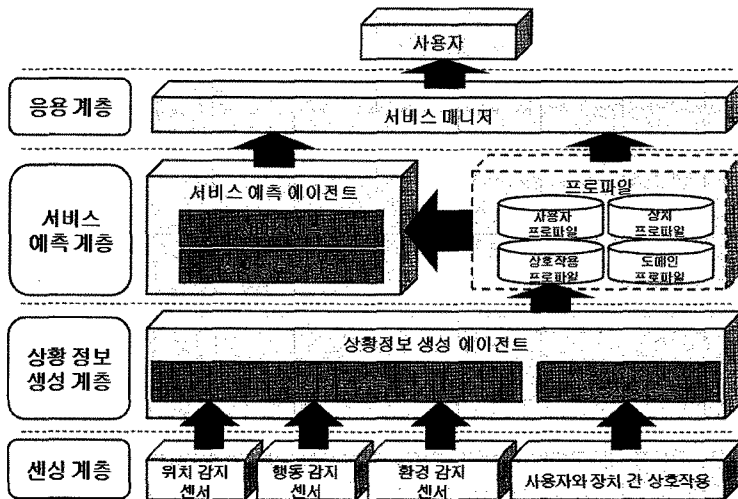 사용자
응용 계층
서비스 매니저
서비스
예측 계층
서비스 예측 에이전트
프로파일
사용자
프로파일
장치
프로파일
상호작용
프로파일
도메인
프로파일
상황 정보
생성 계층
상황정보 생성 에이전트
센싱 계층
위치 감지
센서
행동 감지
센서
환경 감지
센서
사용자와 장치 간 상호작용